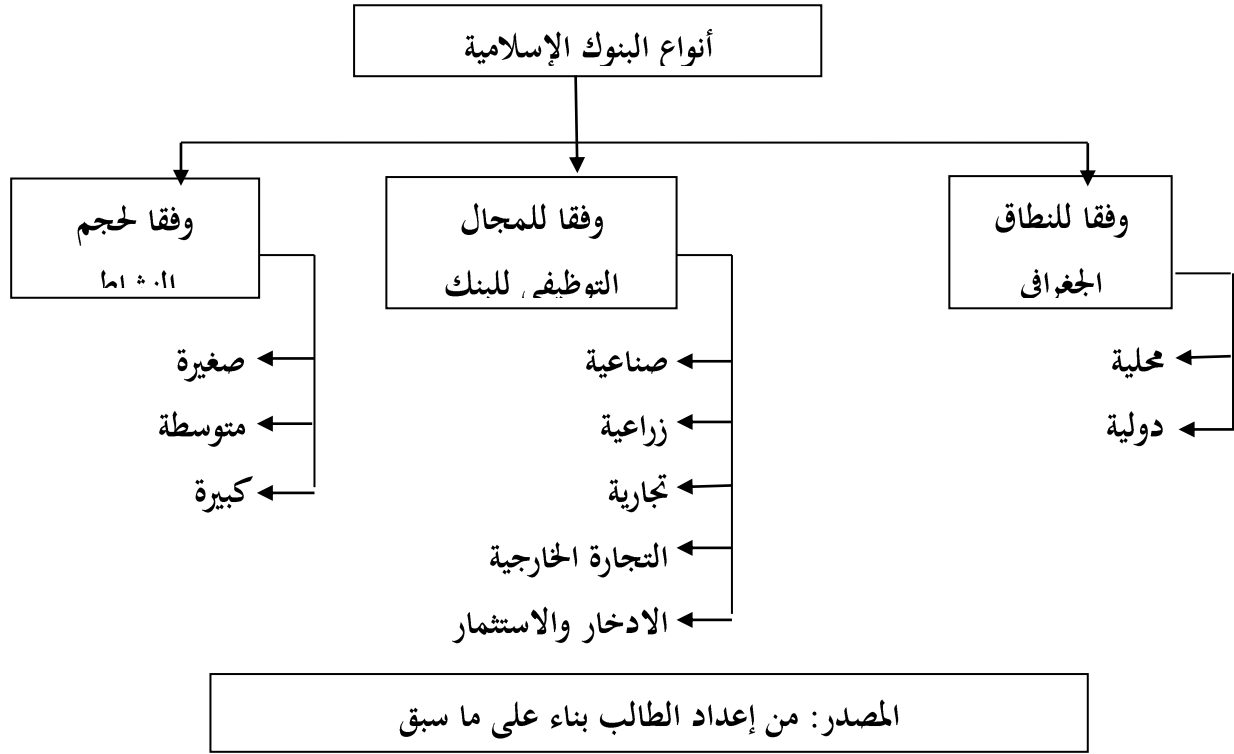 أنواع البنوك الإسلامية
وفقا للنطاق
الجغرافي
محلية
دولية
وفقا للمجال
التوظيفي للبنك
صناعية
زراعية
تجارية
التجارة الخارجية
الادخار والاستثمار
وفقا لحجم
النشاط
صغيرة
متوسطة
كبيرة
المصدر: من إعداد الطالب بناء على ما سبق